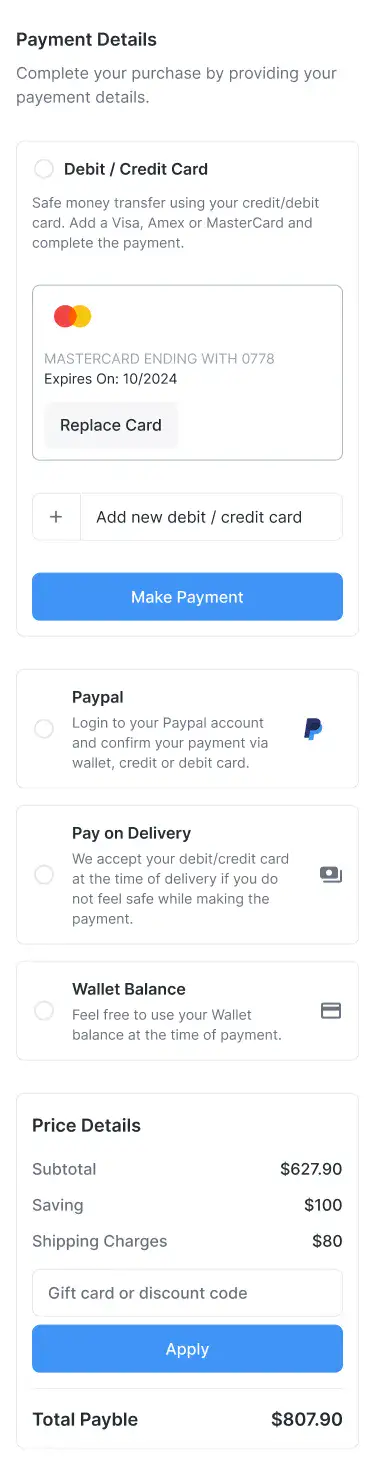 Payment Details
Complete your purchase by providing your
payement details.
Debit / Credit Card
Safe money transfer using your credit/debit
card. Add a Visa, Amex or MasterCard and
complete the payment.
MASTERCARD ENDING WITH 0778
Expires On: 10/2024
Replace Card
+ Add new debit / credit card
Make Payment
Paypal
Login to your Paypal account
and confirm your payment via
wallet, credit or debit card.
Pay on Delivery
We accept your debit/credit card
at the time of delivery if you do
not feel safe while making the
payment.
Wallet Balance
Feel free to use your Wallet
balance at the time of payment.
Price Details
Subtotal $627.90
Saving $100
Shipping Charges $80
Gift card or discount code
Apply
Total Payble $807.90